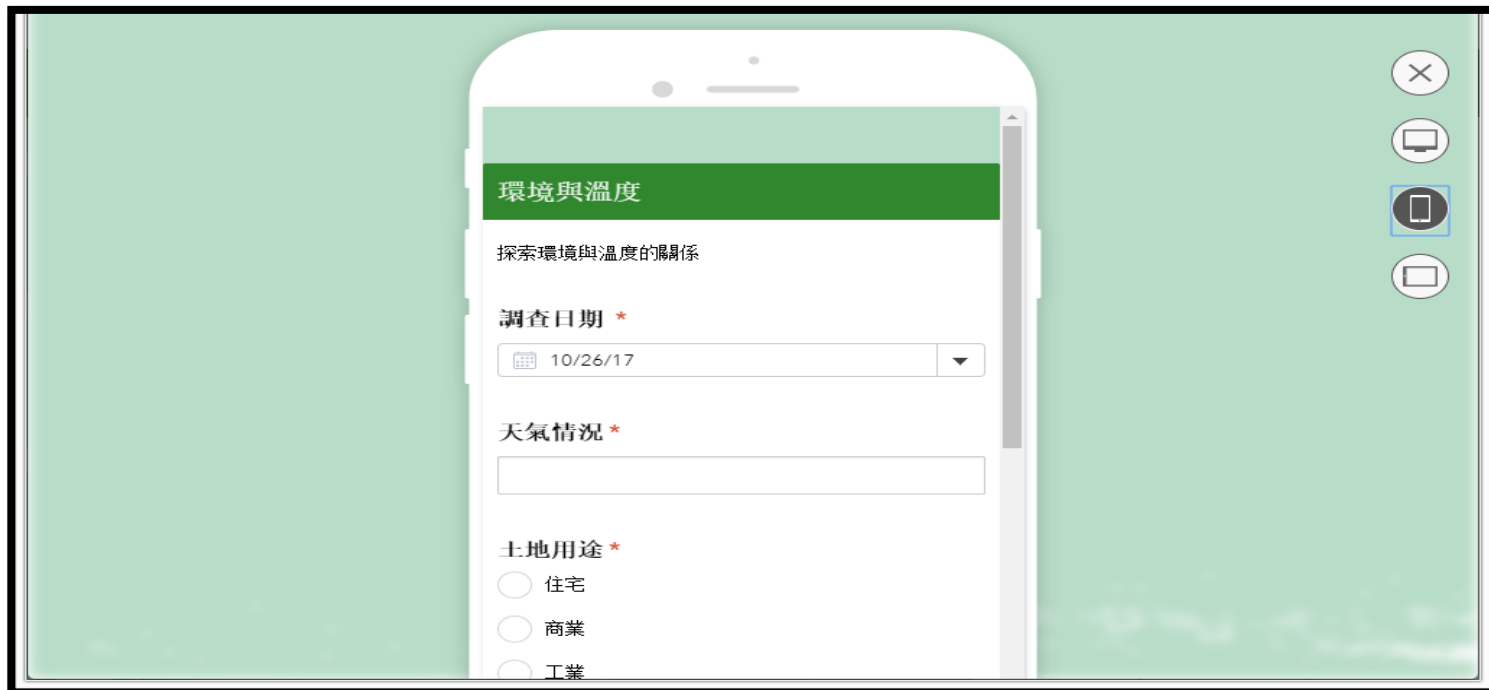 環境與溫度
探索環境與溫度的關係
調查日期 *
10/26/17
天氣情況 *
土地用途 *
住宅
商業
工業